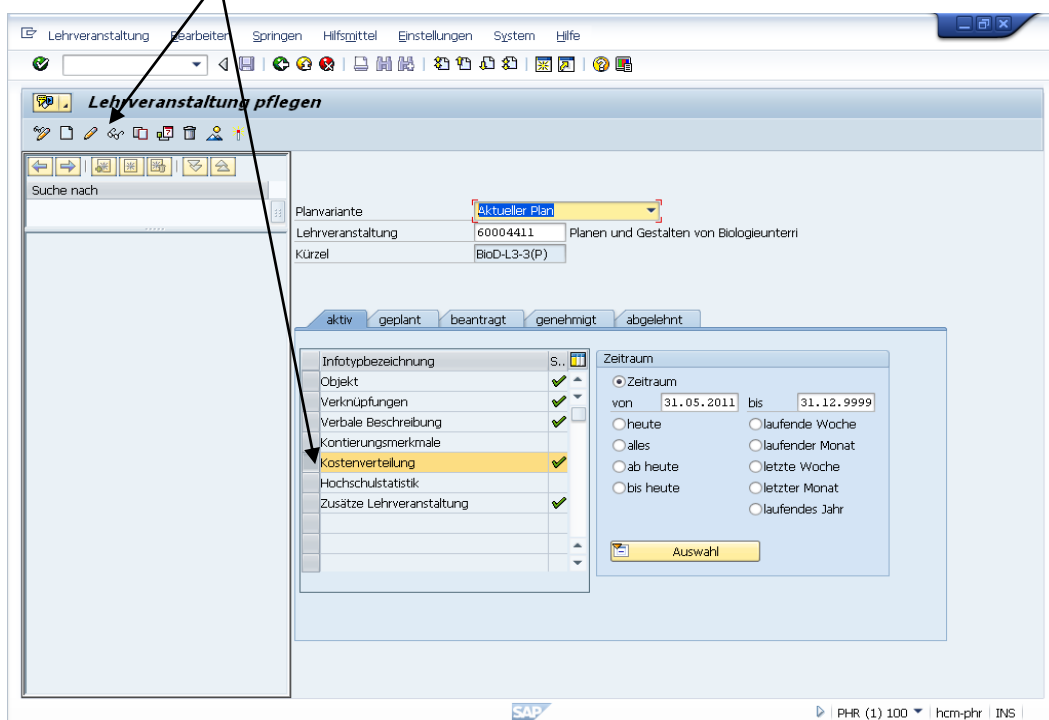 Lehrveranstaltung Bearbeiten Springen Hilfsmittel Einstellungen System Hilfe
Lehrveranstaltung pflegen
Suche nach
Planvariante Aktueller Plan
Lehrveranstaltung 60004411 Planen und Gestalten von Biologieunterri
Kürzel BioD-L3-3(P)
aktiv geplant beantragt genehmigt abgelehnt
Infotypbezeichnung S..
Objekt
Verknüpfungen
Verbale Beschreibung
Kontierungsmerkmale
Kostenverteilung
Hochschulstatistik
Zusätze Lehrveranstaltung
Zeitraum
Zeitraum
von 31.05.2011 bis 31.12.9999
heute laufende Woche
alles laufender Monat
ab heute letzte Woche
bis heute letzter Monat
laufendes Jahr
Auswahl
SAP PHR (1) 100 hcm-phr INS